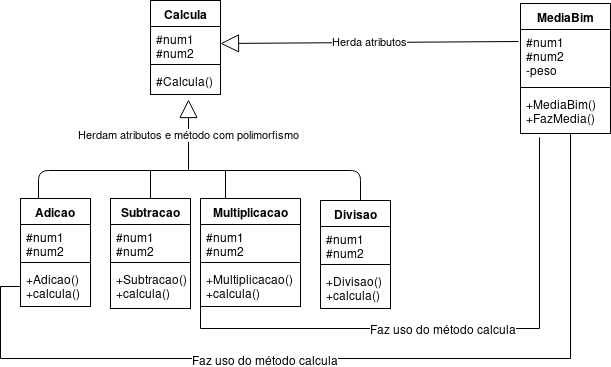 Calcula
#num1
#num2
#Calcula()
Herda atributos
MediaBim
#num1
#num2
-peso
+MediaBim()
+FazMedia()
Herdam atributos e método com polimorfismo
Adicao
#num1
#num2
+Adicao()
+calcula()
Subtracao
#num1
#num2
+Subtracao()
+calcula()
Multiplicacao
#num1
#num2
+Multiplicacao()
+calcula()
Divisao
#num1
#num2
+Divisao()
+calcula()
Faz uso do método calcula
Faz uso do método calcula